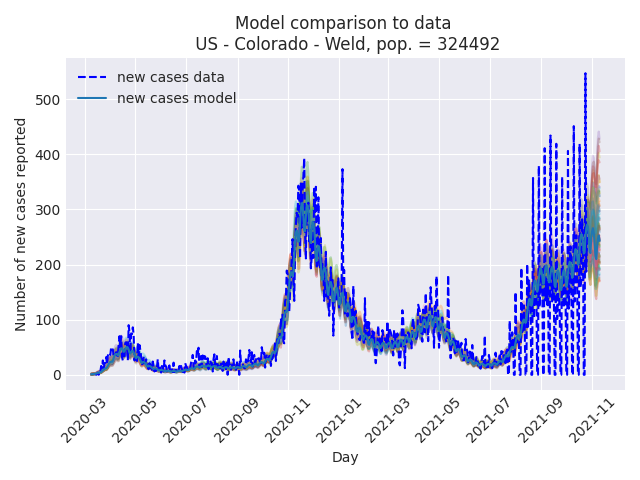 Model comparison to data
US - Colorado - Weld, pop. = 324492
new cases data
new cases model
Number of new cases reported
500
400
300
200
100
0
2020-03
2020-05
2020-07
2020-09
2020-11
2021-01
2021-03
2021-05
2021-07
2021-09
2021-11
Day